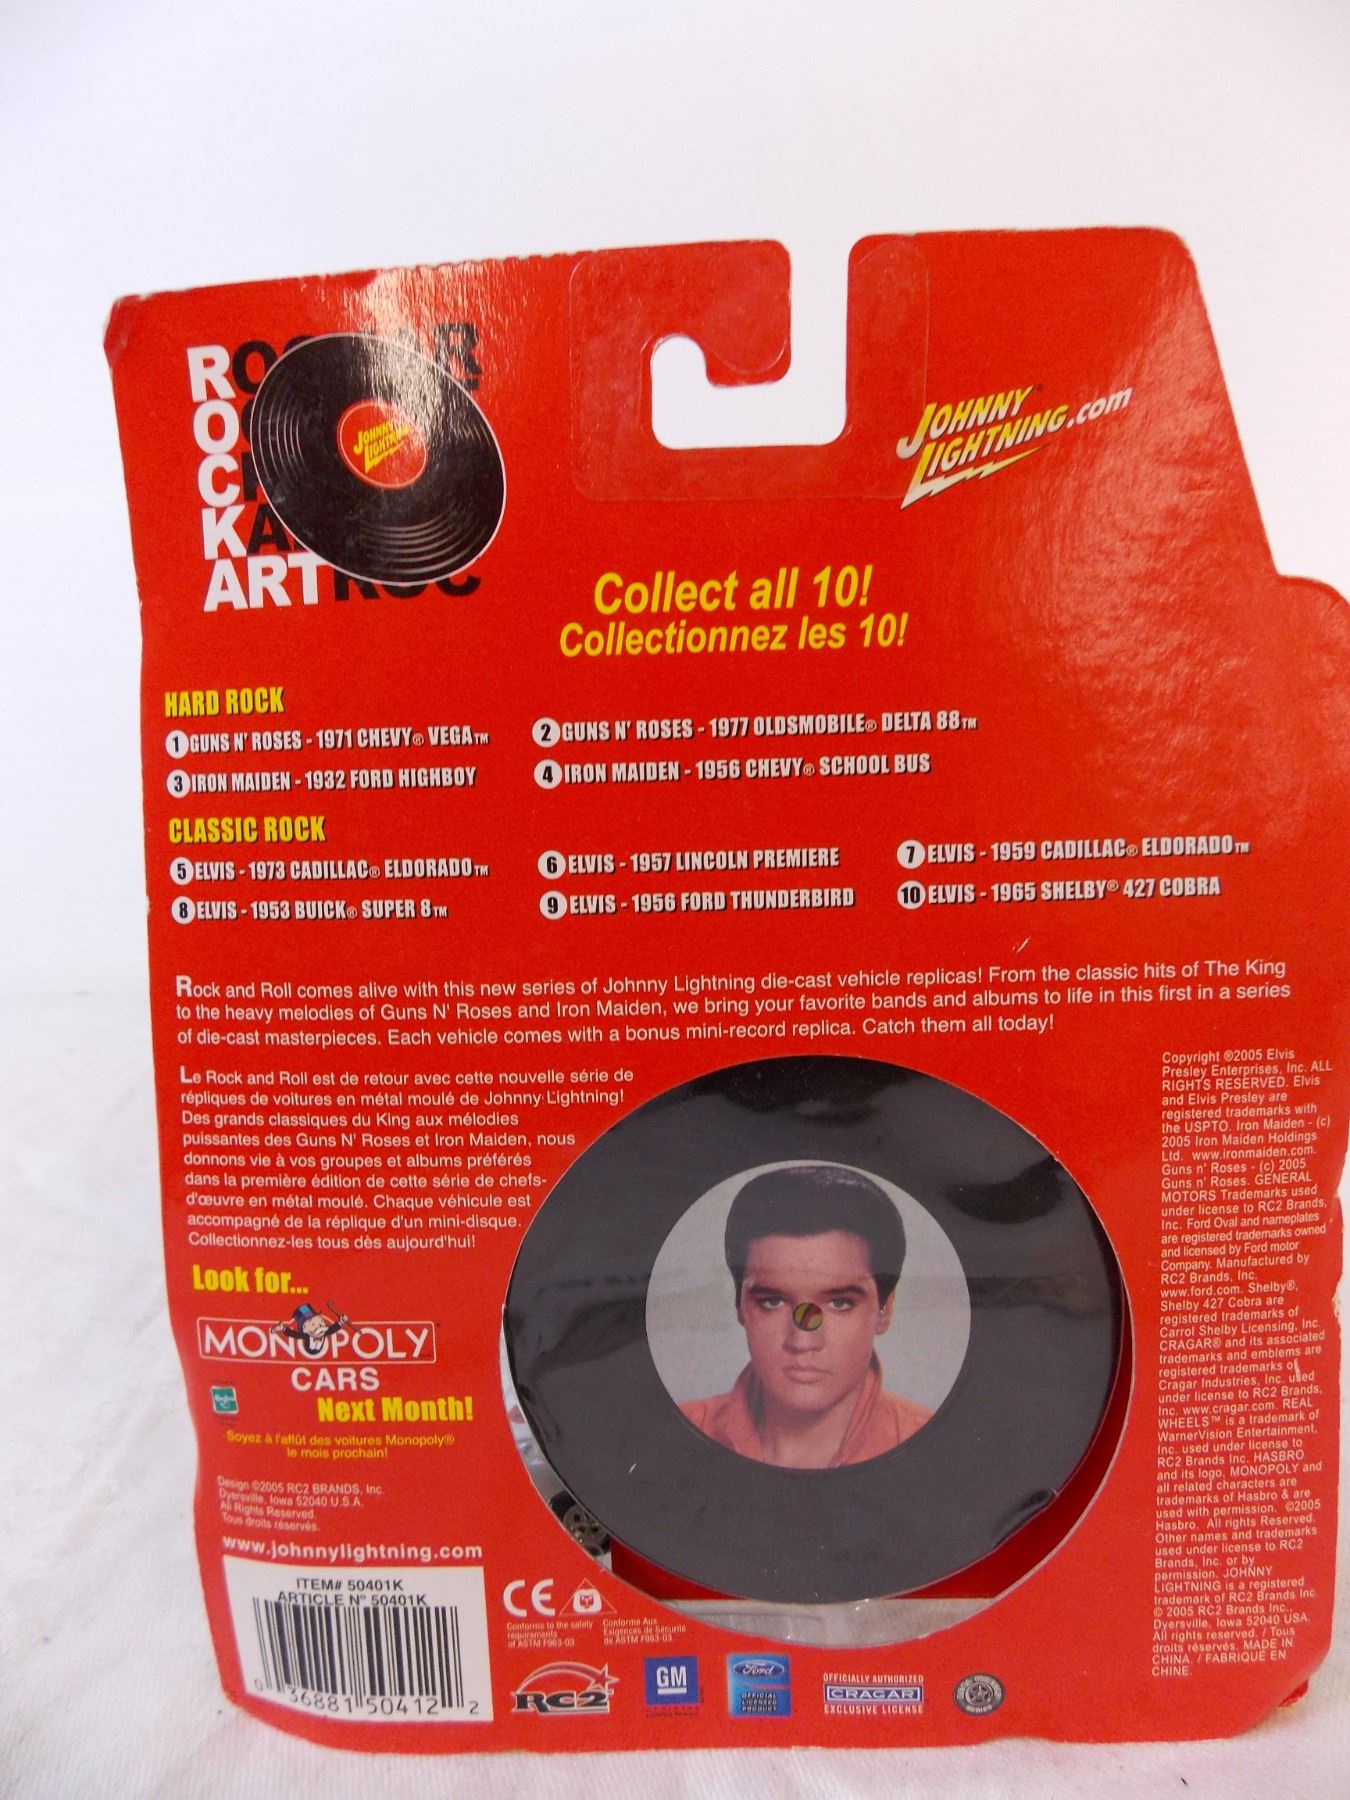 ROCK ART
JOHNNY
LIGHTNING
JOHNNY
LIGHTNING.com
Collect all 10!
Collectionnez les 10!
HARD ROCK
1 GUNS N' ROSES - 1971 CHEVY® VEGA™
2 GUNS N' ROSES - 1977 OLDSMOBILE® DELTA 88™
3 IRON MAIDEN - 1932 FORD HIGHBOY
4 IRON MAIDEN - 1956 CHEVY® SCHOOL BUS
CLASSIC ROCK
5 ELVIS - 1973 CADILLAC® ELDORADO™
6 ELVIS - 1957 LINCOLN PREMIERE
7 ELVIS - 1959 CADILLAC® ELDORADO™
8 ELVIS - 1953 BUICK® SUPER 8™
9 ELVIS - 1956 FORD THUNDERBIRD
10 ELVIS - 1965 SHELBY® 427 COBRA
Rock and Roll comes alive with this new series of Johnny Lightning die-cast vehicle replicas! From the classic hits of The King
to the heavy melodies of Guns N' Roses and Iron Maiden, we bring your favorite bands and albums to life in this first in a series
of die-cast masterpieces. Each vehicle comes with a bonus mini-record replica. Catch them all today!
Le Rock and Roll est de retour avec cette nouvelle série de
répliques de voitures en métal moulé de Johnny Lightning!
Des grands classiques du King aux mélodies
puissantes des Guns N' Roses et Iron Maiden, nous
donnons vie à vos groupes et albums préférés
dans la première édition de cette série de chefs-
d'œuvre en métal moulé. Chaque véhicule est
accompagné de la réplique d'un mini-disque.
Collectionnez-les tous dès aujourd'hui!
Look for...
MONOPOLY
CARS
Hasbro
Next Month!
Soyez à l'affût des voitures Monopoly®
le mois prochain!
Design ©2005 RC2 BRANDS, Inc.
Dyersville, Iowa 52040 U.S.A.
All Rights Reserved.
Tous droits réservés.
www.johnnylightning.com
ITEM# 50401K
ARTICLE N° 50401K
0 36881 50412 2
CE
Conforms to the safety
requirements
of ASTM F963-03.
Conforme Aux
Exigences de Sécurité
de ASTM F963-03.
RC2
GM
Ford
OFFICIAL
LICENSED
PRODUCT
OFFICIALLY AUTHORIZED
CRAGAR
EXCLUSIVE LICENSE
Copyright ®2005 Elvis
Presley Enterprises, Inc. ALL
RIGHTS RESERVED. Elvis
and Elvis Presley are
registered trademarks with
the USPTO. Iron Maiden - (c)
2005 Iron Maiden Holdings
Ltd. www.ironmaiden.com.
Guns n' Roses - (c) 2005
Guns n' Roses. GENERAL
MOTORS Trademarks used
under license to RC2 Brands,
Inc. Ford Oval and nameplates
are registered trademarks owned
and licensed by Ford motor
Company. Manufactured by
RC2 Brands, Inc.
www.ford.com. Shelby®,
Shelby 427 Cobra are
registered trademarks of
Carrol Shelby Licensing, Inc.
CRAGAR® and its associated
trademarks and emblems are
registered trademarks of
Cragar Industries, Inc. used
under license to RC2 Brands,
Inc. www.cragar.com. REAL
WHEELS™ is a trademark of
WarnerVision Entertainment,
Inc. used under license to
RC2 Brands Inc. HASBRO
and its logo, MONOPOLY and
all related characters are
trademarks of Hasbro & are
used with permission. ©2005
Hasbro. All rights Reserved.
Other names and trademarks
used under license to RC2
Brands, Inc. or by
permission. JOHNNY
LIGHTNING is a registered
trademark of RC2 Brands Inc.
© 2005 RC2 Brands Inc.,
Dyersville, Iowa 52040 USA.
All rights reserved. / Tous
droits réservés. MADE IN
CHINA. / FABRIQUÉ EN
CHINE.